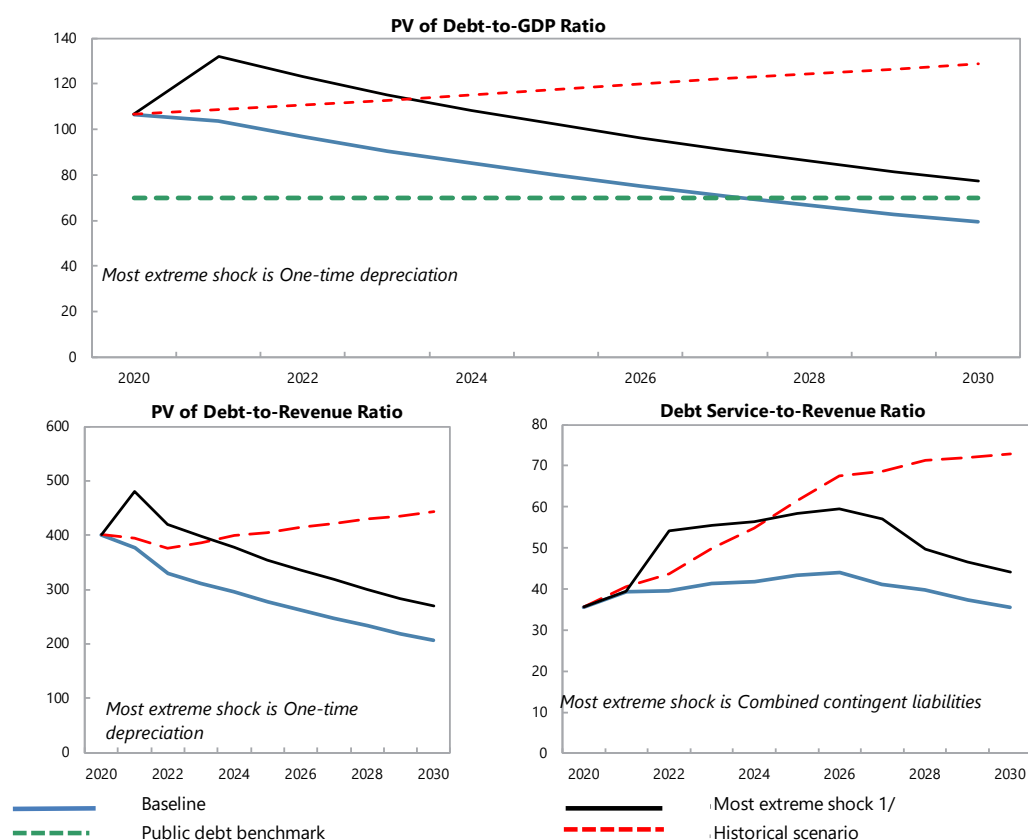 PV of Debt-to-GDP Ratio
140
120
100
80
60
40
20
0
Most extreme shock is One-time depreciation
2020 2022 2024 2026 2028 2030
PV of Debt-to-Revenue Ratio
600
500
400
300
200
100
0
Most extreme shock is One-time
depreciation
2020 2022 2024 2026 2028 2030
Debt Service-to-Revenue Ratio
80
70
60
50
40
30
20
10
0
Most extreme shock is Combined contingent liabilities
2020 2022 2024 2026 2028 2030
Baseline
Public debt benchmark
Most extreme shock 1/
Historical scenario